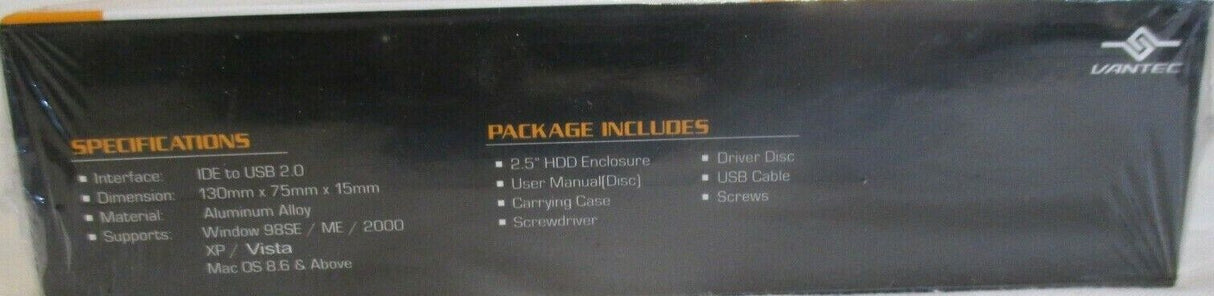 VANTEC
SPECIFICATIONS
Interface: IDE to USB 2.0
Dimension: 130mm x 75mm x 15mm
Material: Aluminum Alloy
Supports: Window 98SE / ME / 2000
XP / Vista
Mac OS 8.6 & Above
PACKAGE INCLUDES
2.5" HDD Enclosure
User Manual(Disc)
Carrying Case
Screwdriver
Driver Disc
USB Cable
Screws